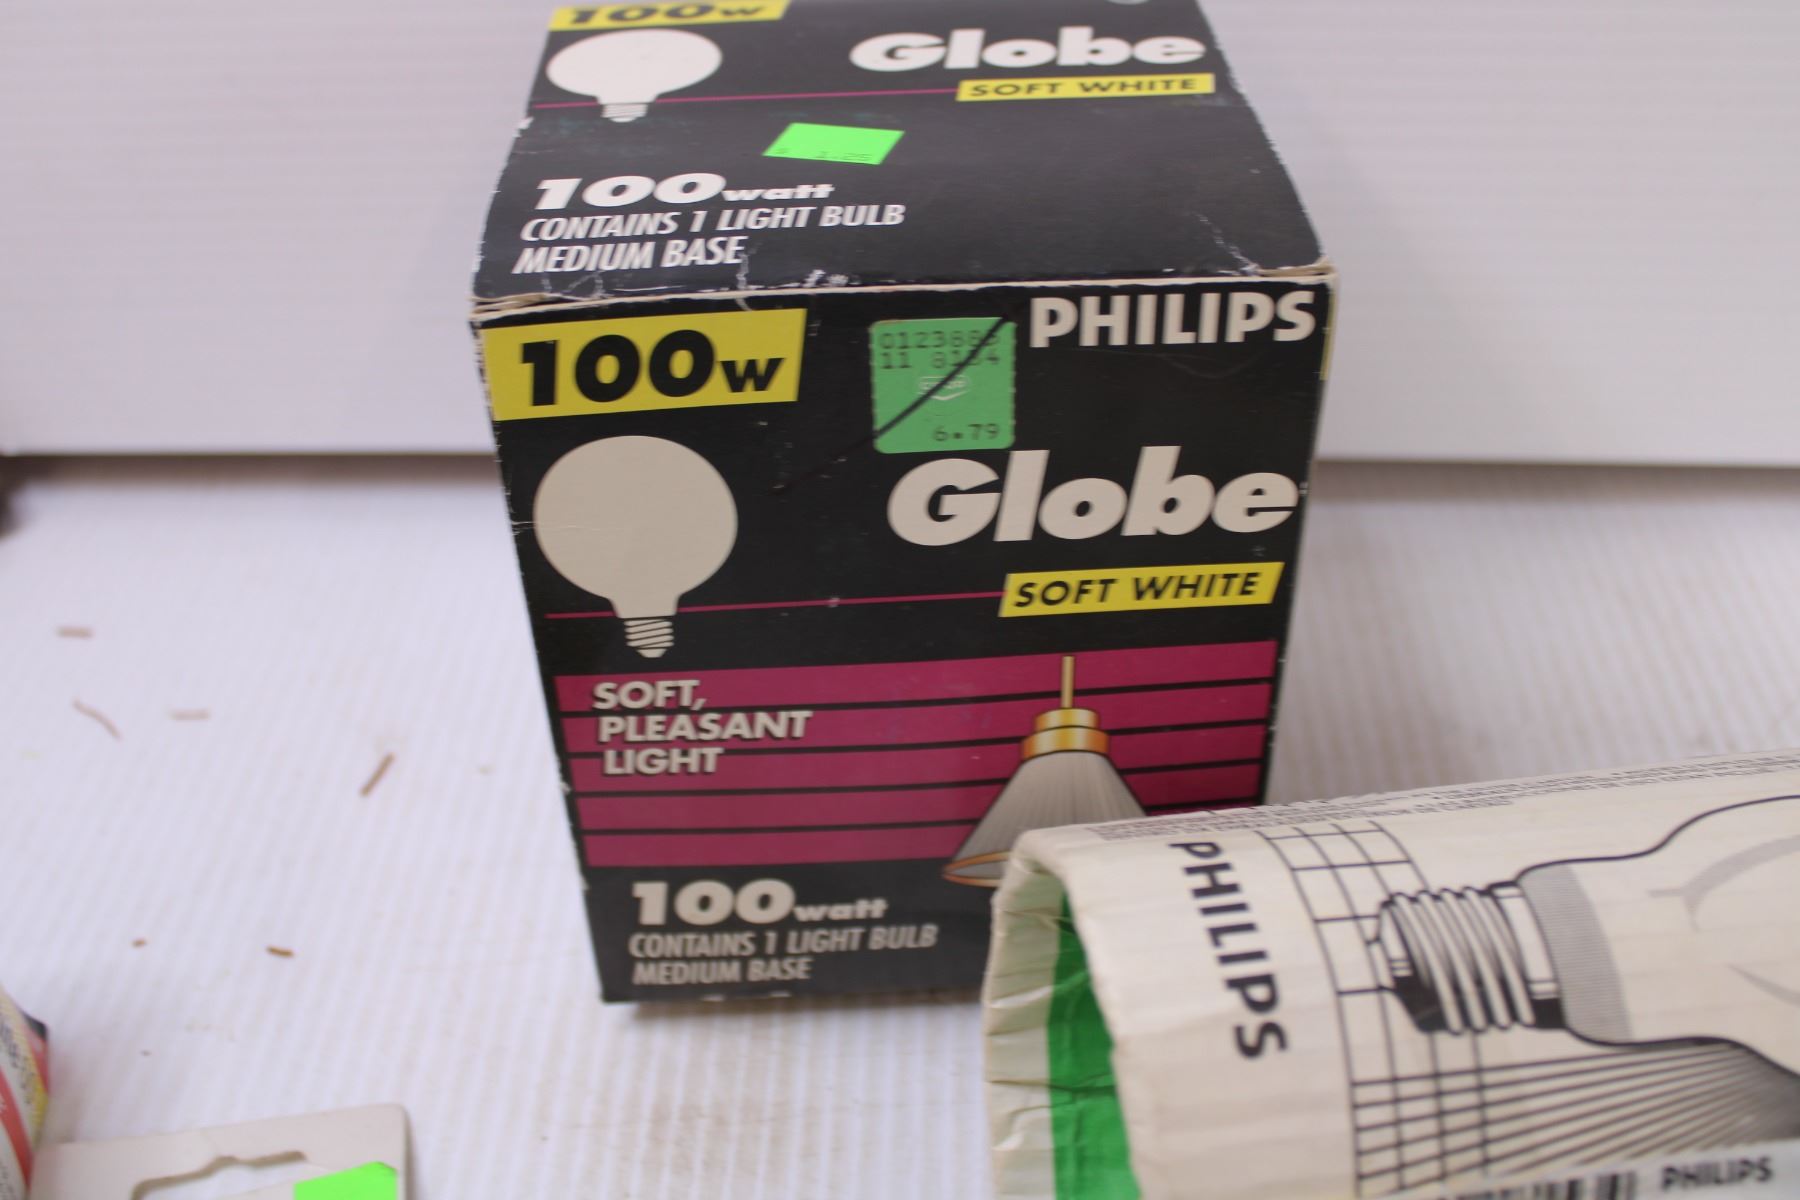 100w
Globe
SOFT WHITE
100watt
CONTAINS 1 LIGHT BULB
MEDIUM BASE
PHILIPS
100w
11
6.79
Globe
SOFT WHITE
SOFT,
PLEASANT
LIGHT
100watt
CONTAINS 1 LIGHT BULB
MEDIUM BASE
PHILIPS
PHILIPS